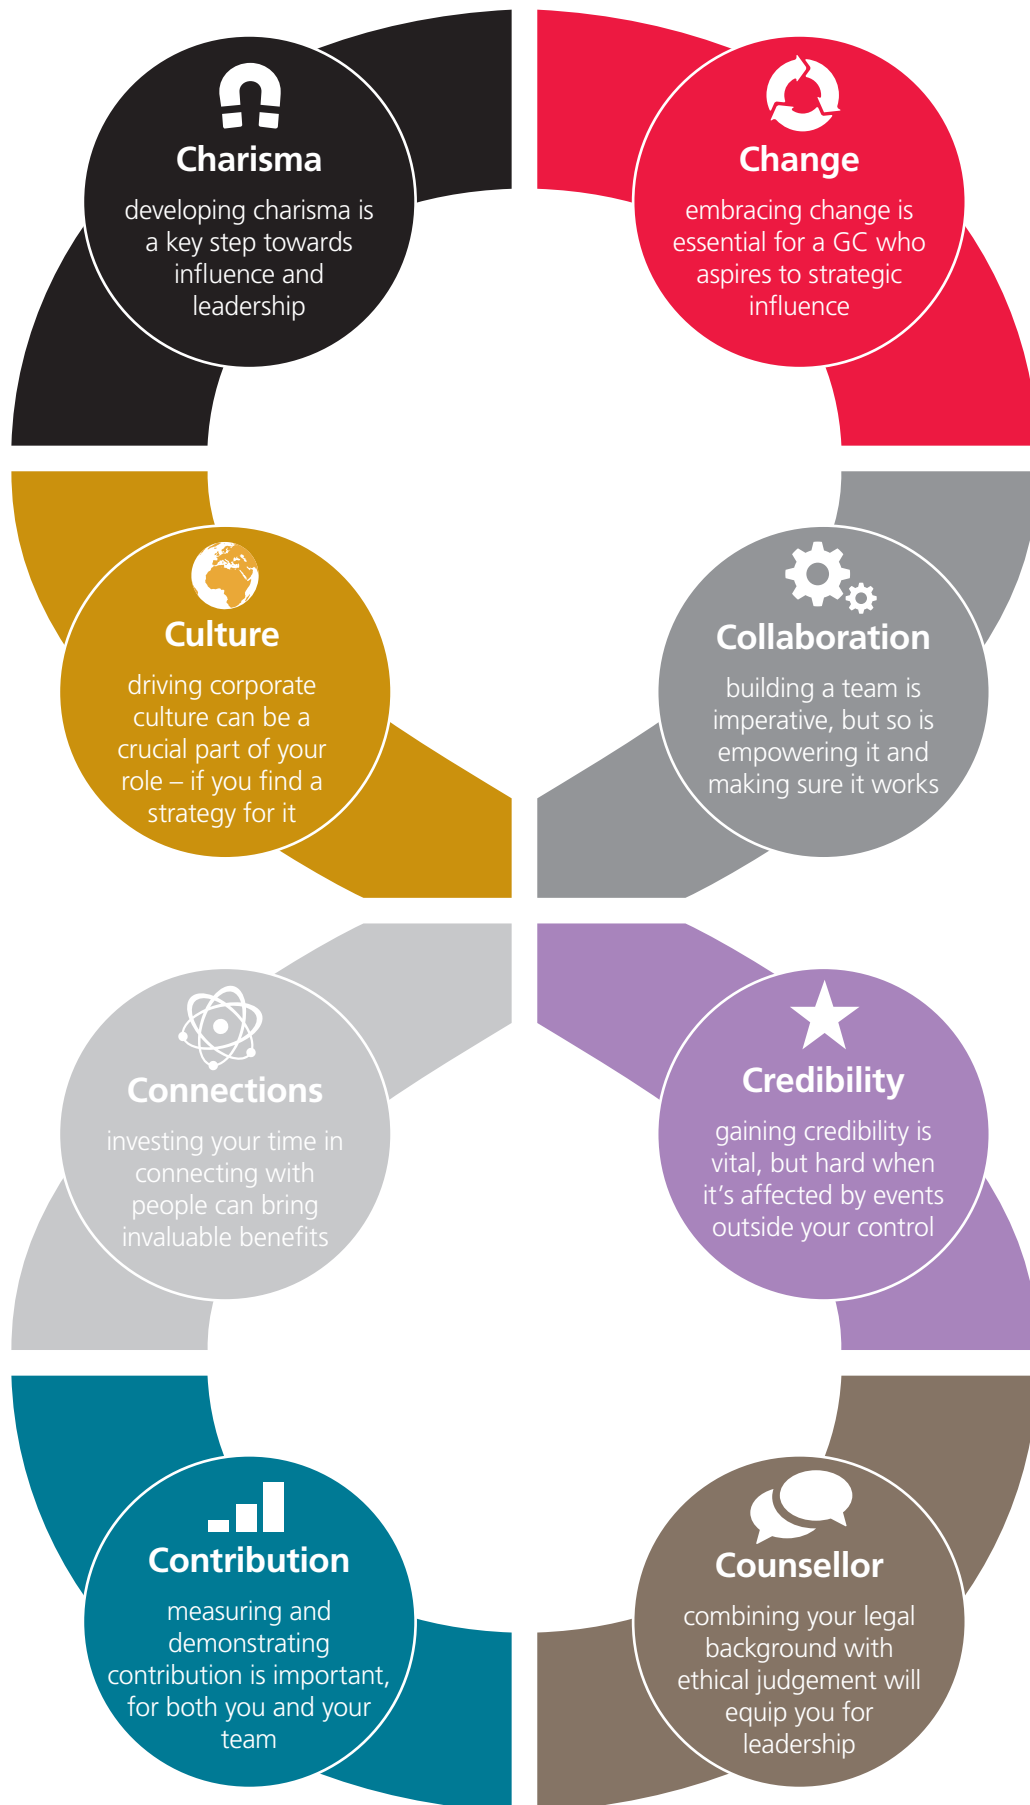 Charisma
developing charisma is
a key step towards
influence and
leadership
Change
embracing change is
essential for a GC who
aspires to strategic
influence
Culture
driving corporate
culture can be a
crucial part of your
role – if you find a
strategy for it
Collaboration
building a team is
imperative, but so is
empowering it and
making sure it works
Connections
investing your time in
connecting with
people can bring
invaluable benefits
Credibility
gaining credibility is
vital, but hard when
it’s affected by events
outside your control
Contribution
measuring and
demonstrating
contribution is important,
for both you and your
team
Counsellor
combining your legal
background with
ethical judgement will
equip you for
leadership